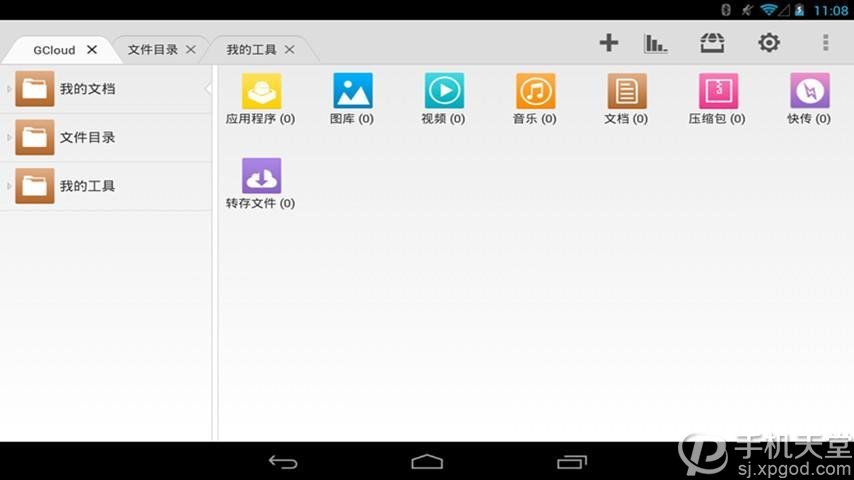 11:08
GCloud
文件目录
我的工具
我的文档
文件目录
我的工具
应用程序 (0)
图库 (0)
视频 (0)
音乐 (0)
文档 (0)
压缩包 (0)
快传 (0)
转存文件 (0)
手机天堂
sj.xpgod.com